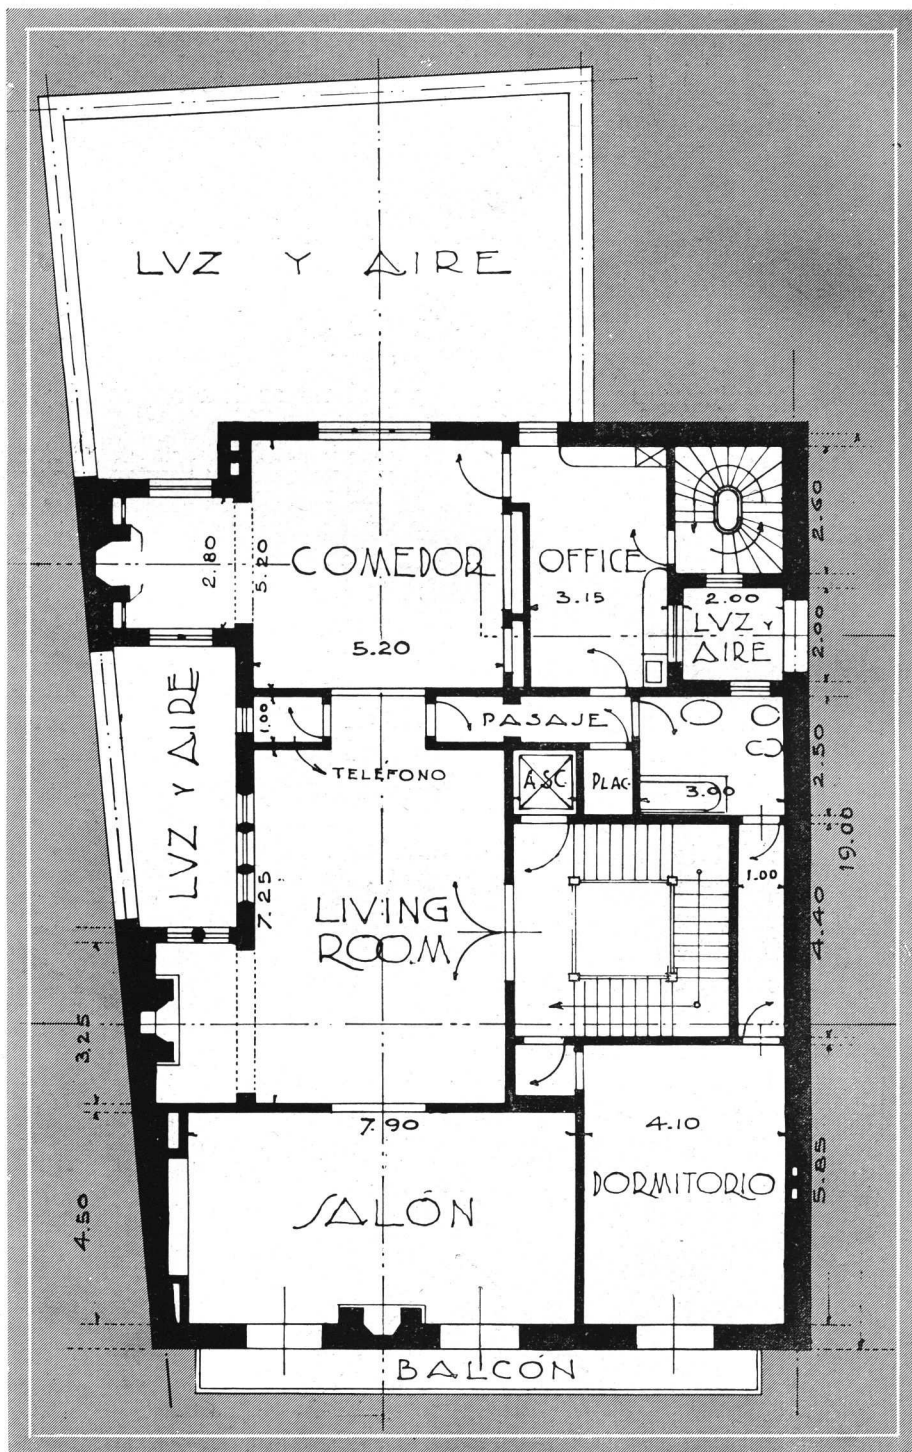 LVZ Y AIRE
2.60
COMEDOR
2.80
5.20
OFFICE
3.15
2.00
LVZ Y
AIRE
2.00
5.20
LVZ Y AIRE
1.00
PASAJE
TELÉFONO
ASC.
PLAC.
3.00
2.50
19.00
7.25
LIVING
ROOM
1.00
4.40
3.25
7.90
4.10
SALÓN
DORMITORIO
5.85
4.50
BALCÓN